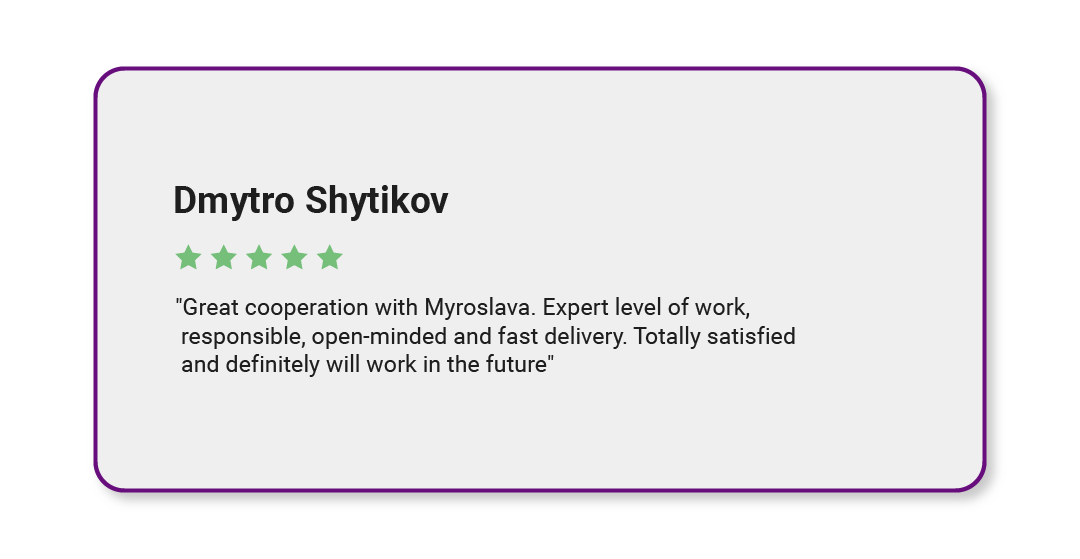 Dmytro Shytikov
"Great cooperation with Myroslava. Expert level of work,
responsible, open-minded and fast delivery. Totally satisfied
and definitely will work in the future"